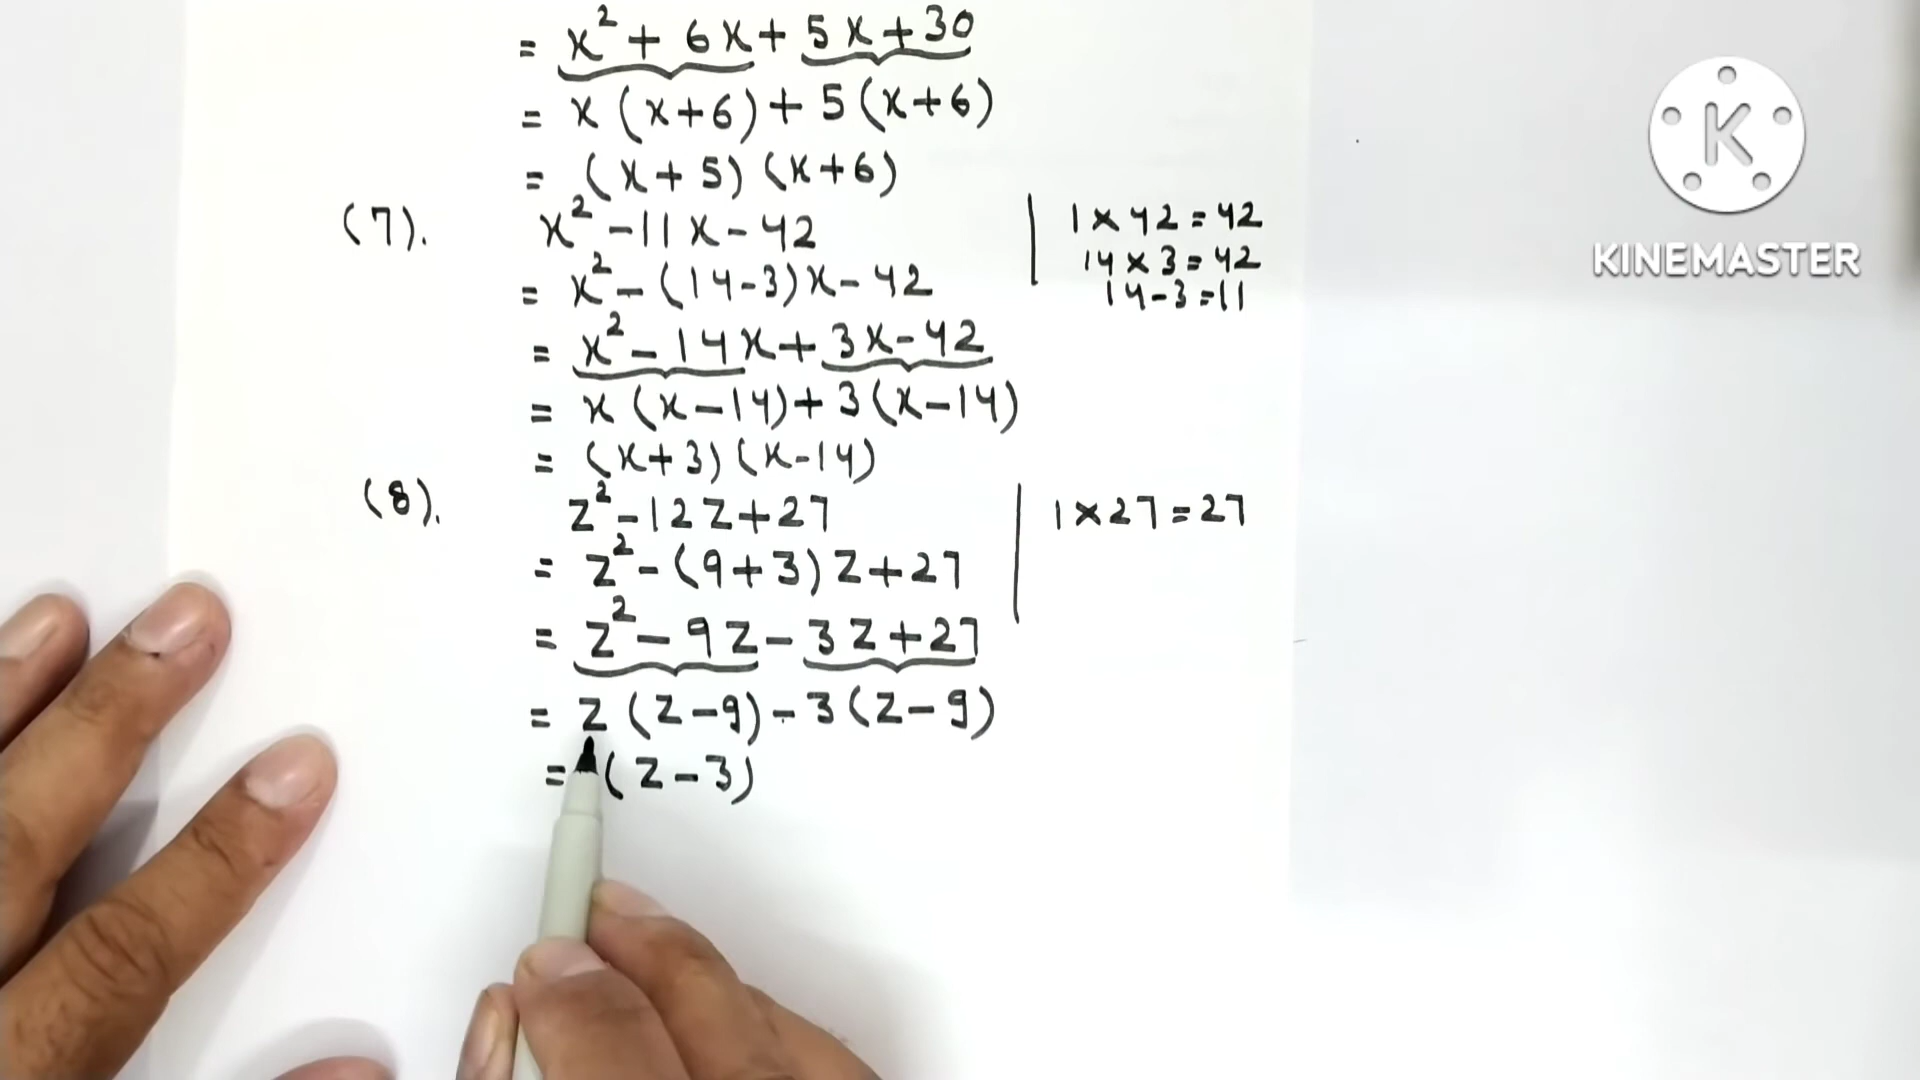 = x² + 6x + 5x + 30
= x (x+6) + 5 (x+6)
= (x + 5) (x+6)
(7). x² - 11x - 42 | 1 × 42 = 42
14 × 3 = 42
= x² - (14-3)x - 42
14 - 3 = 11
= x² - 14x + 3x - 42
= x (x-14) + 3 (x-14)
= (x+3) (x-14)
(8). z² - 12z + 27 | 1 × 27 = 27
= z² - (9+3) z + 27
= z² - 9z - 3z + 27
= z (z-9) - 3 (z-9)
= (z-3)
K
KINEMASTER